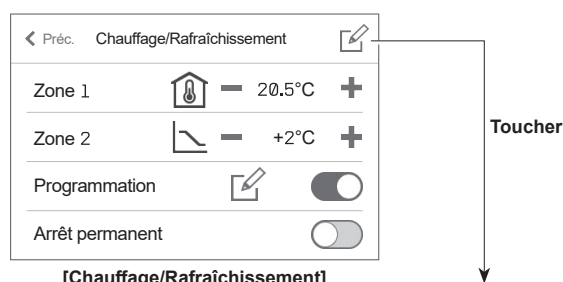 Préc. Chauffage/Rafraîchissement
Zone 1 20.5°C
Zone 2 +2°C
Programmation
Arrêt permanent
Toucher
[Chauffage/Rafraîchissement]